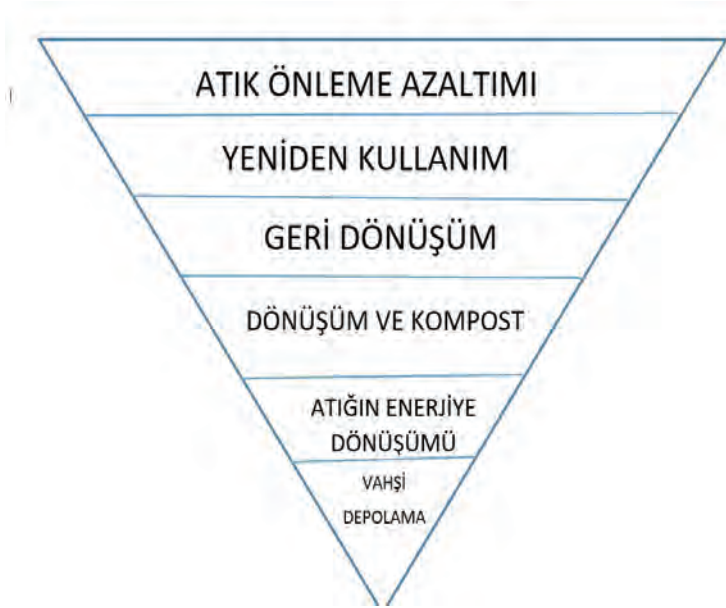 ATIK ÖNLEME AZALTIMI
YENİDEN KULLANIM
GERİ DÖNÜŞÜM
DÖNÜŞÜM VE KOMPOST
ATIĞIN ENERJİYE
DÖNÜŞÜMÜ
VAHŞİ
DEPOLAMA